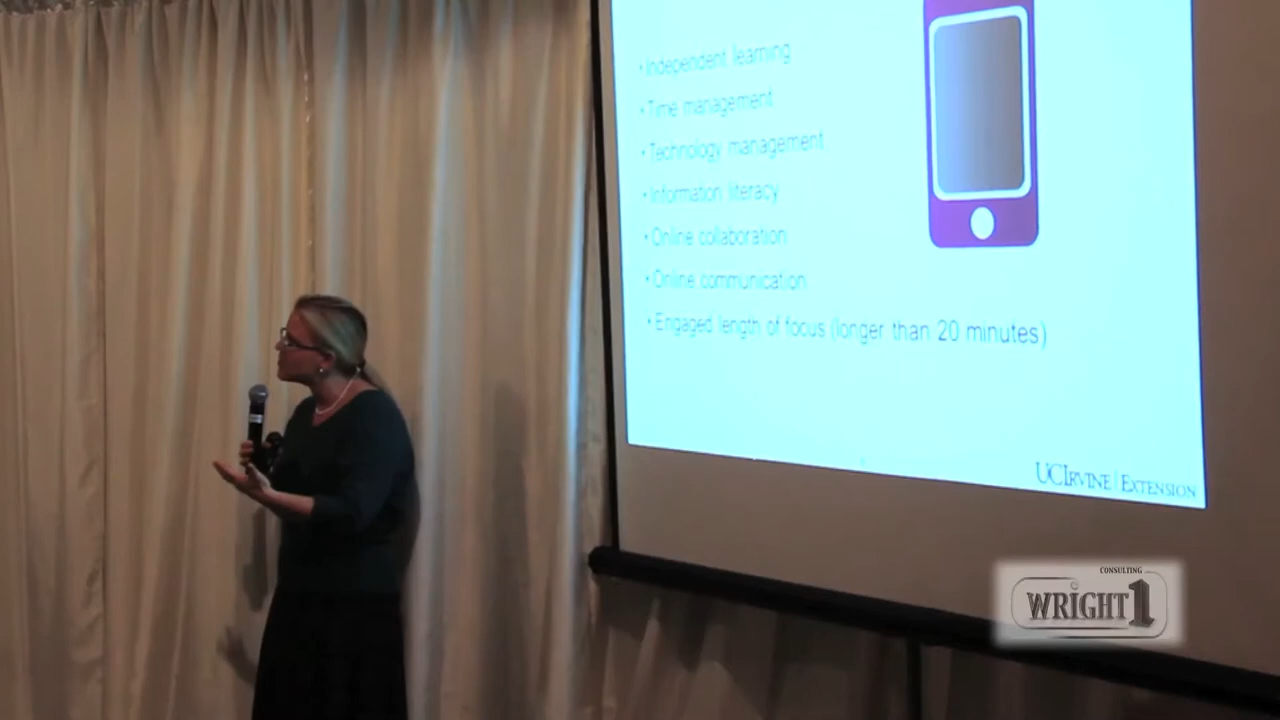 • Independent learning
• Time management
• Technology management
• Information literacy
• Online collaboration
• Online communication
• Engaged length of focus (longer than 20 minutes)
UCIRVINE | EXTENSION
CONSULTING
WRIGHT1